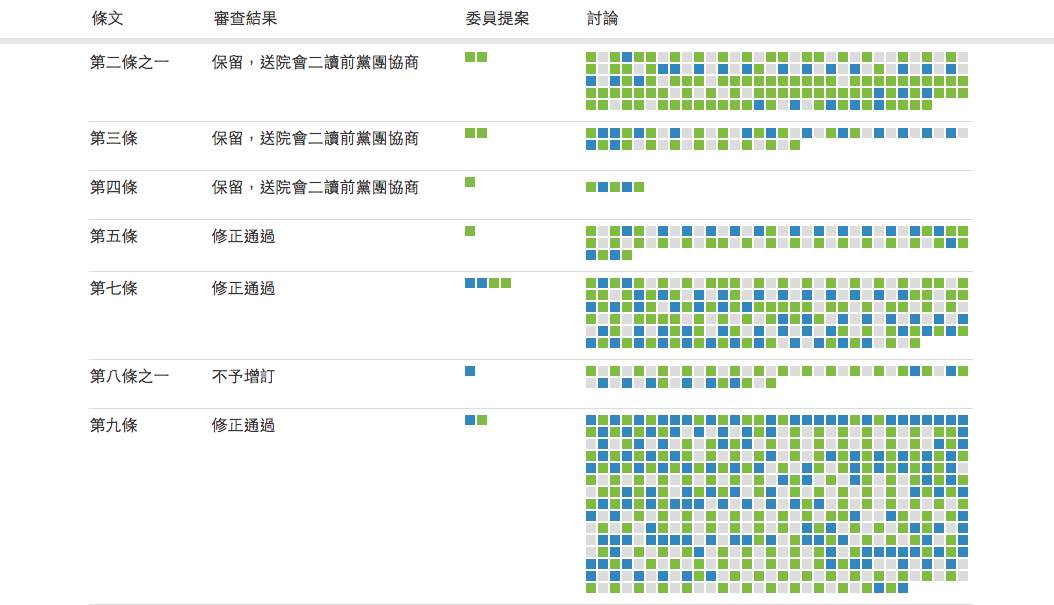 條文 審查結果 委員提案 討論
第二條之一 保留，送院會二讀前黨團協商
第三條 保留，送院會二讀前黨團協商
第四條 保留，送院會二讀前黨團協商
第五條 修正通過
第七條 修正通過
第八條之一 不予增訂
第九條 修正通過